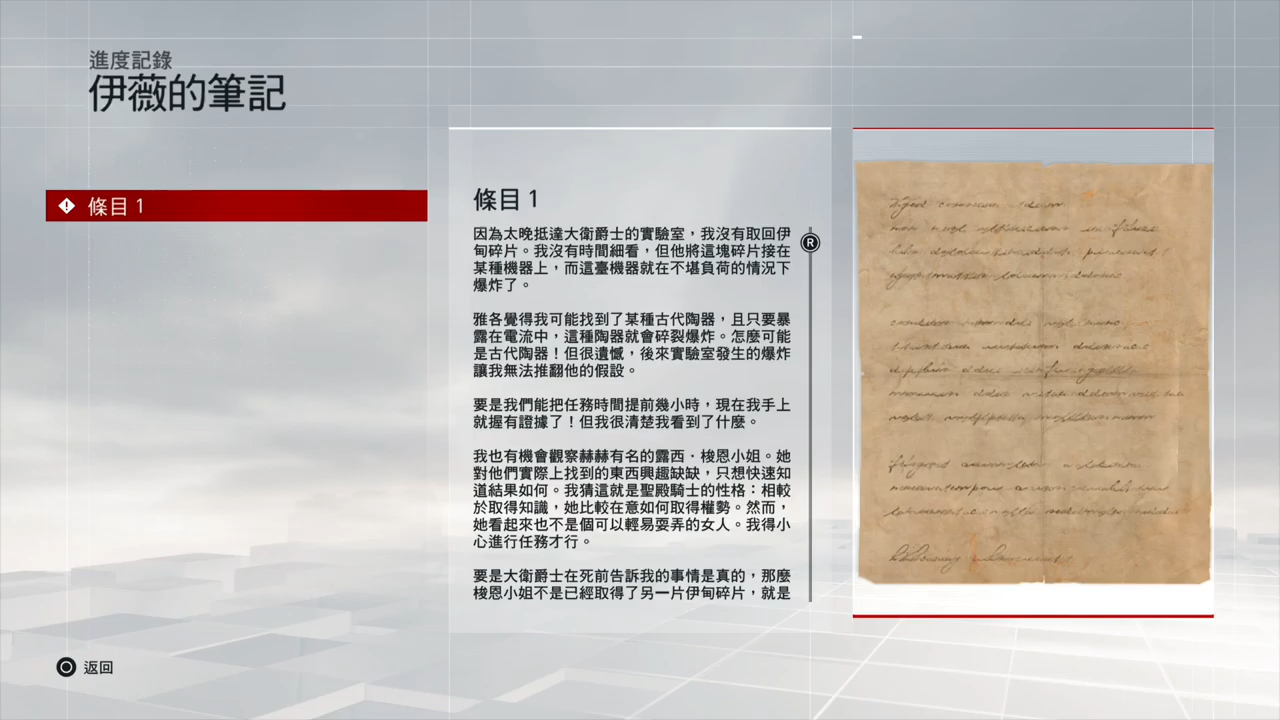 進度記錄
伊薇的筆記
條目 1
條目 1
因為太晚抵達大衛爵士的實驗室，我沒有取回伊
甸碎片。我沒有時間細看，但他將這塊碎片接在
某種機器上，而這臺機器就在不堪負荷的情況下
爆炸了。
雅各覺得我可能找到了某種古代陶器，且只要暴
露在電流中，這種陶器就會碎裂爆炸。怎麼可能
是古代陶器！但很遺憾，後來實驗室發生的爆炸
讓我無法推翻他的假設。
要是我們能把任務時間提前幾小時，現在我手上
就握有證據了！但我很清楚我看到了什麼。
我也有機會觀察赫赫有名的露西．梭恩小姐。她
對他們實際上找到的東西興趣缺缺，只想快速知
道結果如何。我猜這就是聖殿騎士的性格：相較
於取得知識，她比較在意如何取得權勢。然而，
她看起來也不是個可以輕易耍弄的女人。我得小
心進行任務才行。
要是大衛爵士在死前告訴我的事情是真的，那麼
梭恩小姐不是已經取得了另一片伊甸碎片，就是
R
返回